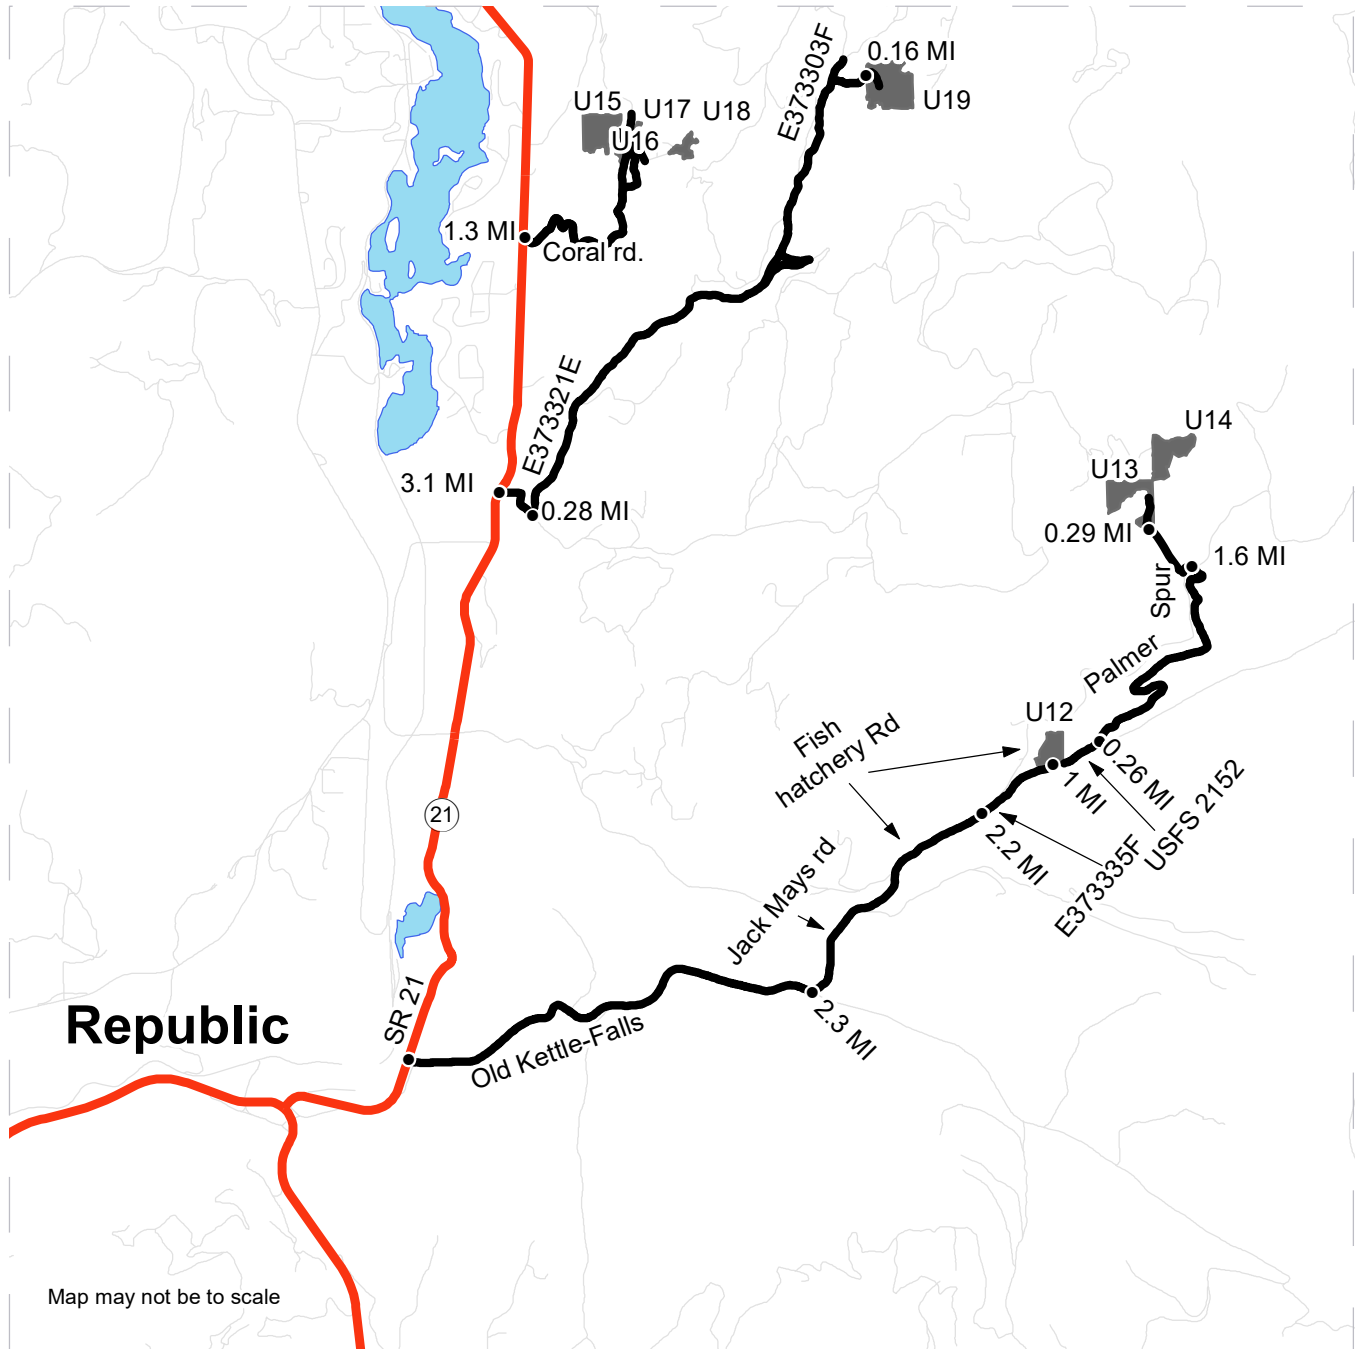 0.16 MI
E373303F
U19
U15
U17
U18
U16
1.3 MI
Coral rd.
E373321E
3.1 MI
0.28 MI
U14
U13
0.29 MI
1.6 MI
Spur
Palmer
U12
Fish
hatchery Rd
0.26 MI
1 MI
USFS 2152
21
2.2 MI
E373335F
Jack Mays rd
SR 21
Republic
2.3 MI
Old Kettle-Falls
Map may not be to scale